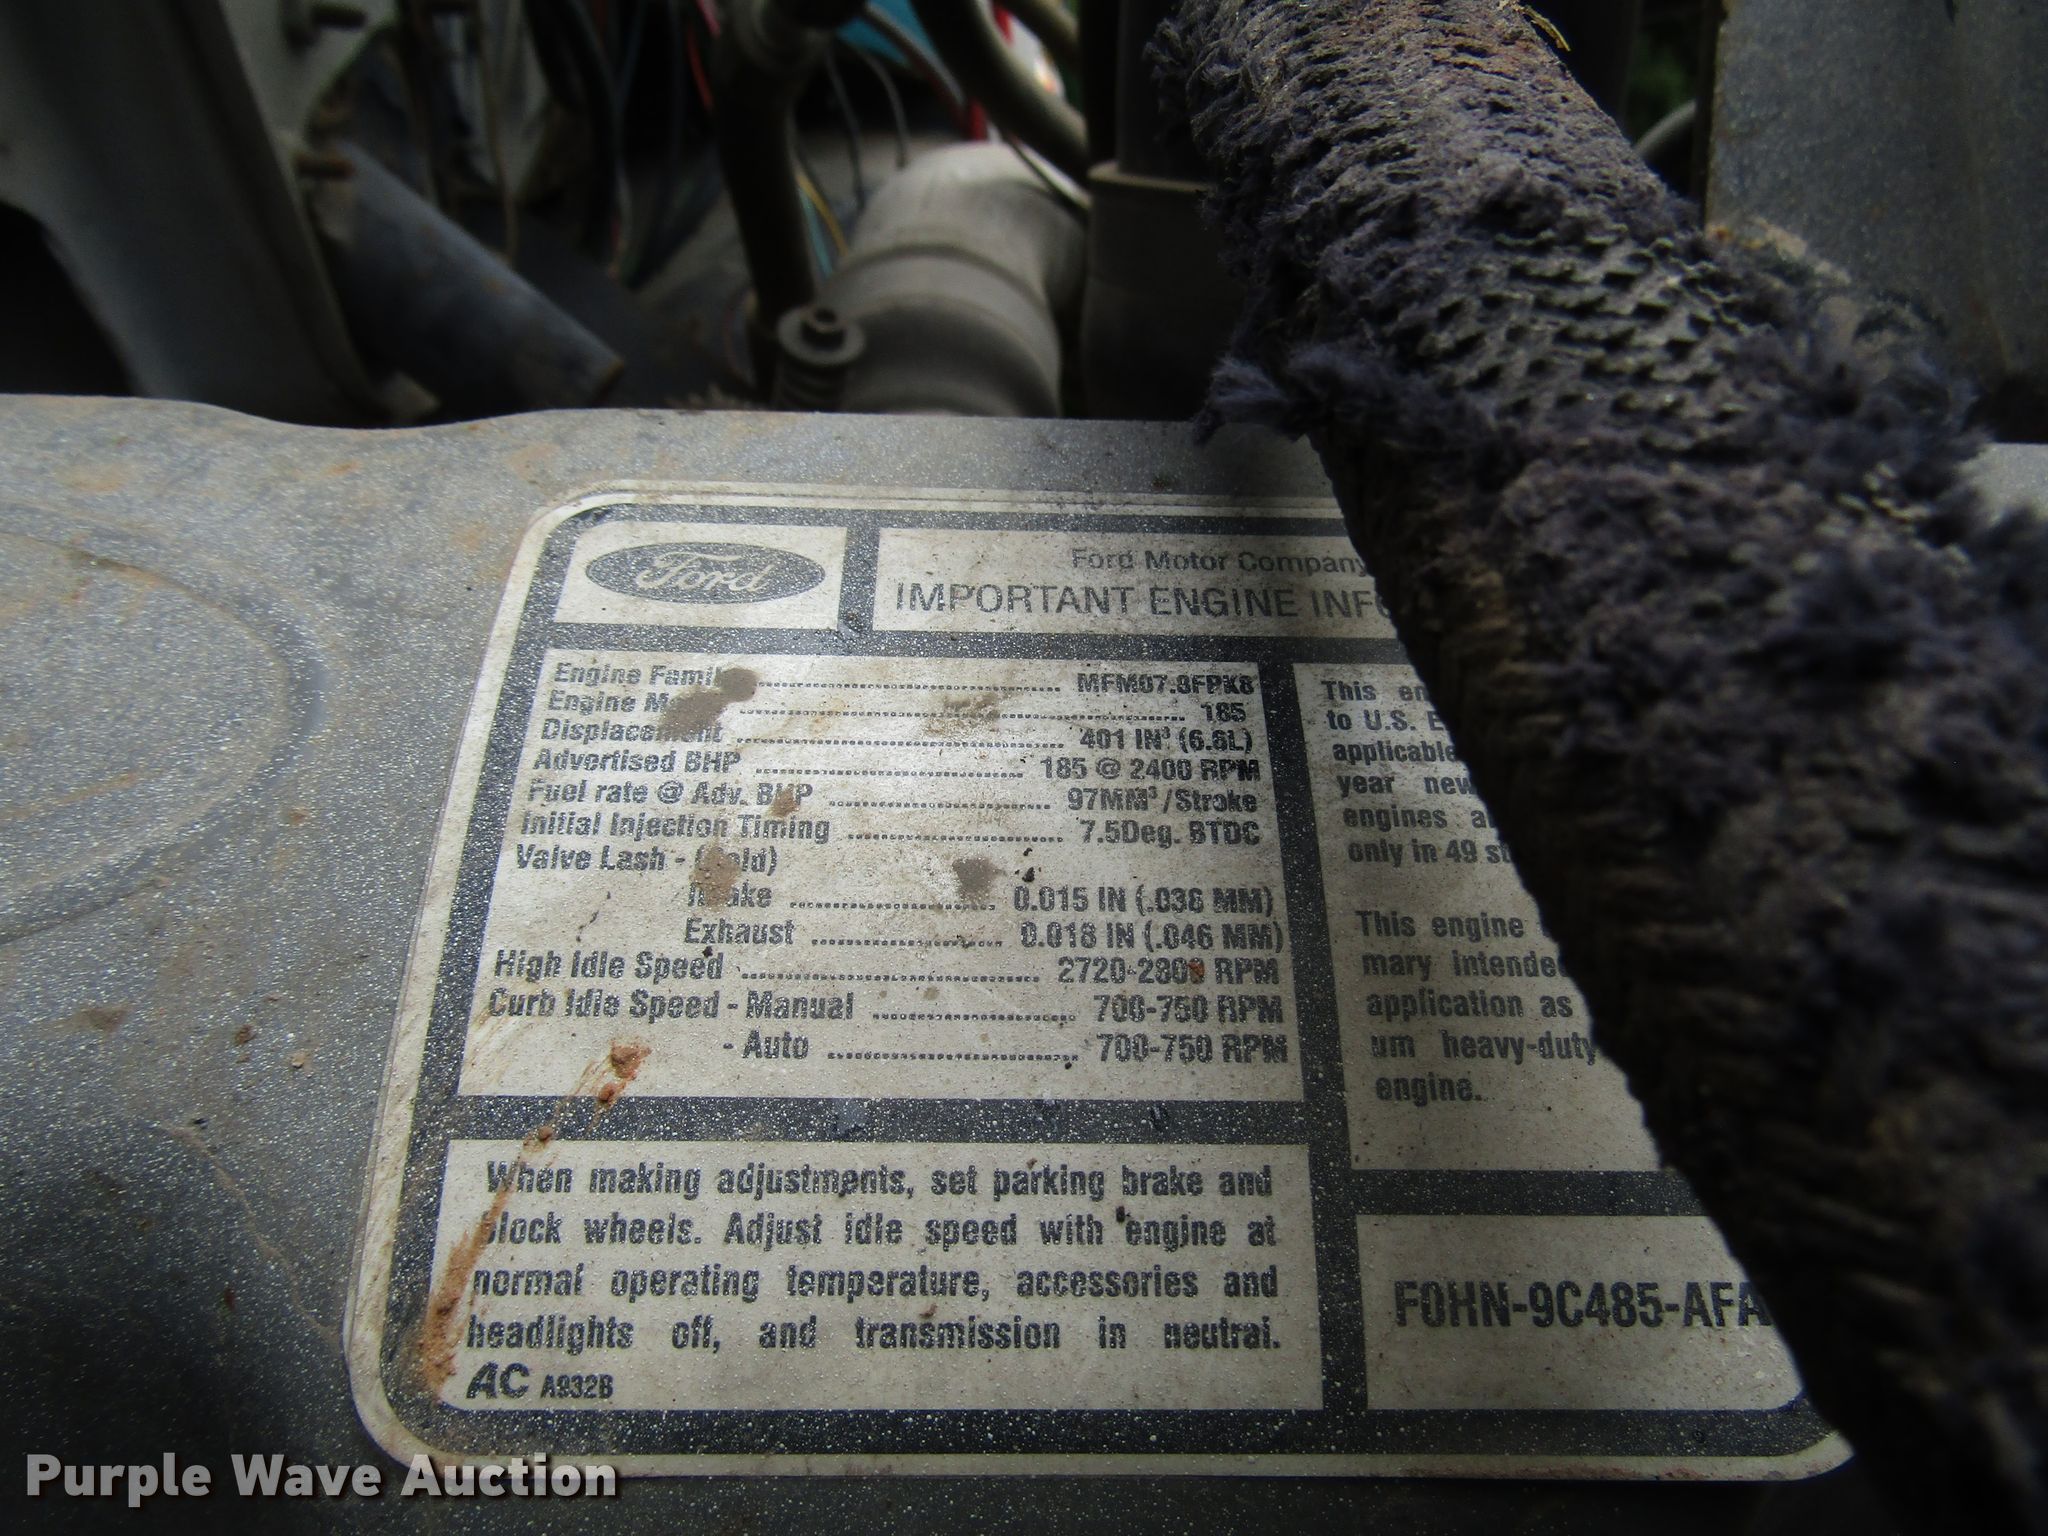 Ford
Ford Motor Company
IMPORTANT ENGINE
Engine Family MFM07.8FPK8
Engine 185
Displacement 401 IN³ (6.6L)
Advertised BHP 185 @ 2400 RPM
Fuel rate @ Adv. BHP 97MM³/Stroke
Initial Injection Timing 7.5Deg. BTDC
Valve Lash - (Cold)
Intake 0.015 IN (.038 MM)
Exhaust 0.018 IN (.046 MM)
High Idle Speed 2720-2800 RPM
Curb Idle Speed - Manual 700-750 RPM
- Auto 700-750 RPM
This
to U.S.
applicable
year new
engines
only in 49
This engine
mary intended
application as
um heavy-duty
engine.
When making adjustments, set parking brake and
block wheels. Adjust idle speed with engine at
normal operating temperature, accessories and
headlights off, and transmission in neutral.
AC A932B
F0HN-9C485-AFA
Purple Wave Auction